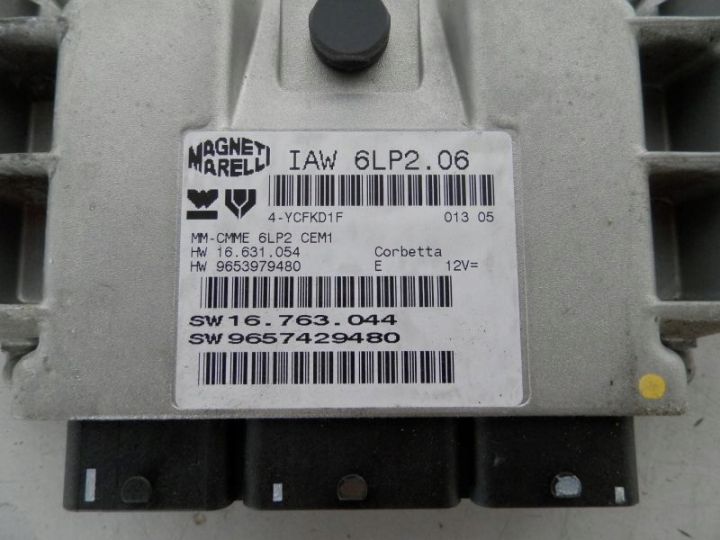 MAGNETI
MARELLI
IAW 6LP2.06
4-YCFKD1F 013 05
MM-CMME 6LP2 CEM1
HW 16.631.054 Corbetta
HW 9653979480 E 12V=
SW16.763.044
SW9657429480